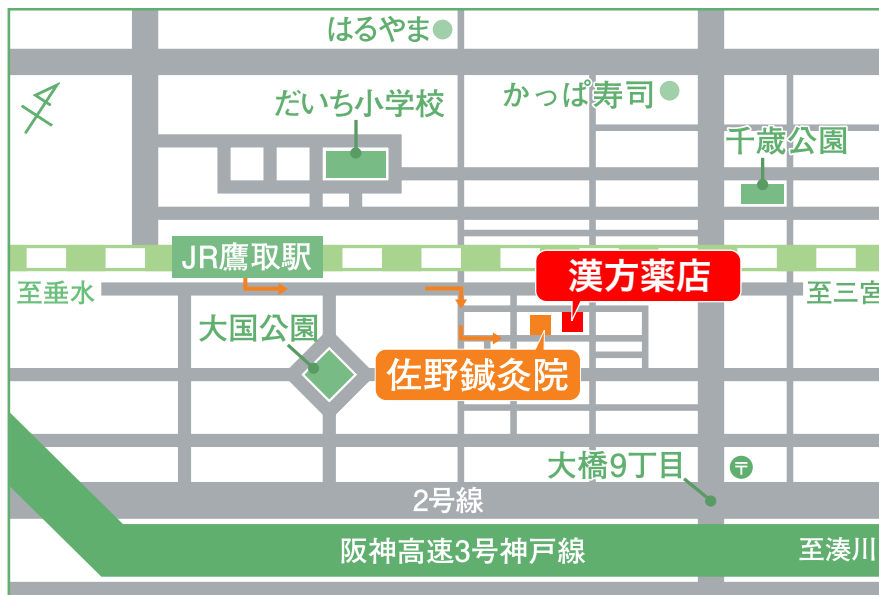 はるやま
かっぱ寿司
だいち小学校
千歳公園
JR鷹取駅
漢方薬店
至垂水
至三宮
大国公園
佐野鍼灸院
大橋9丁目
〒
2号線
阪神高速3号神戸線
至湊川